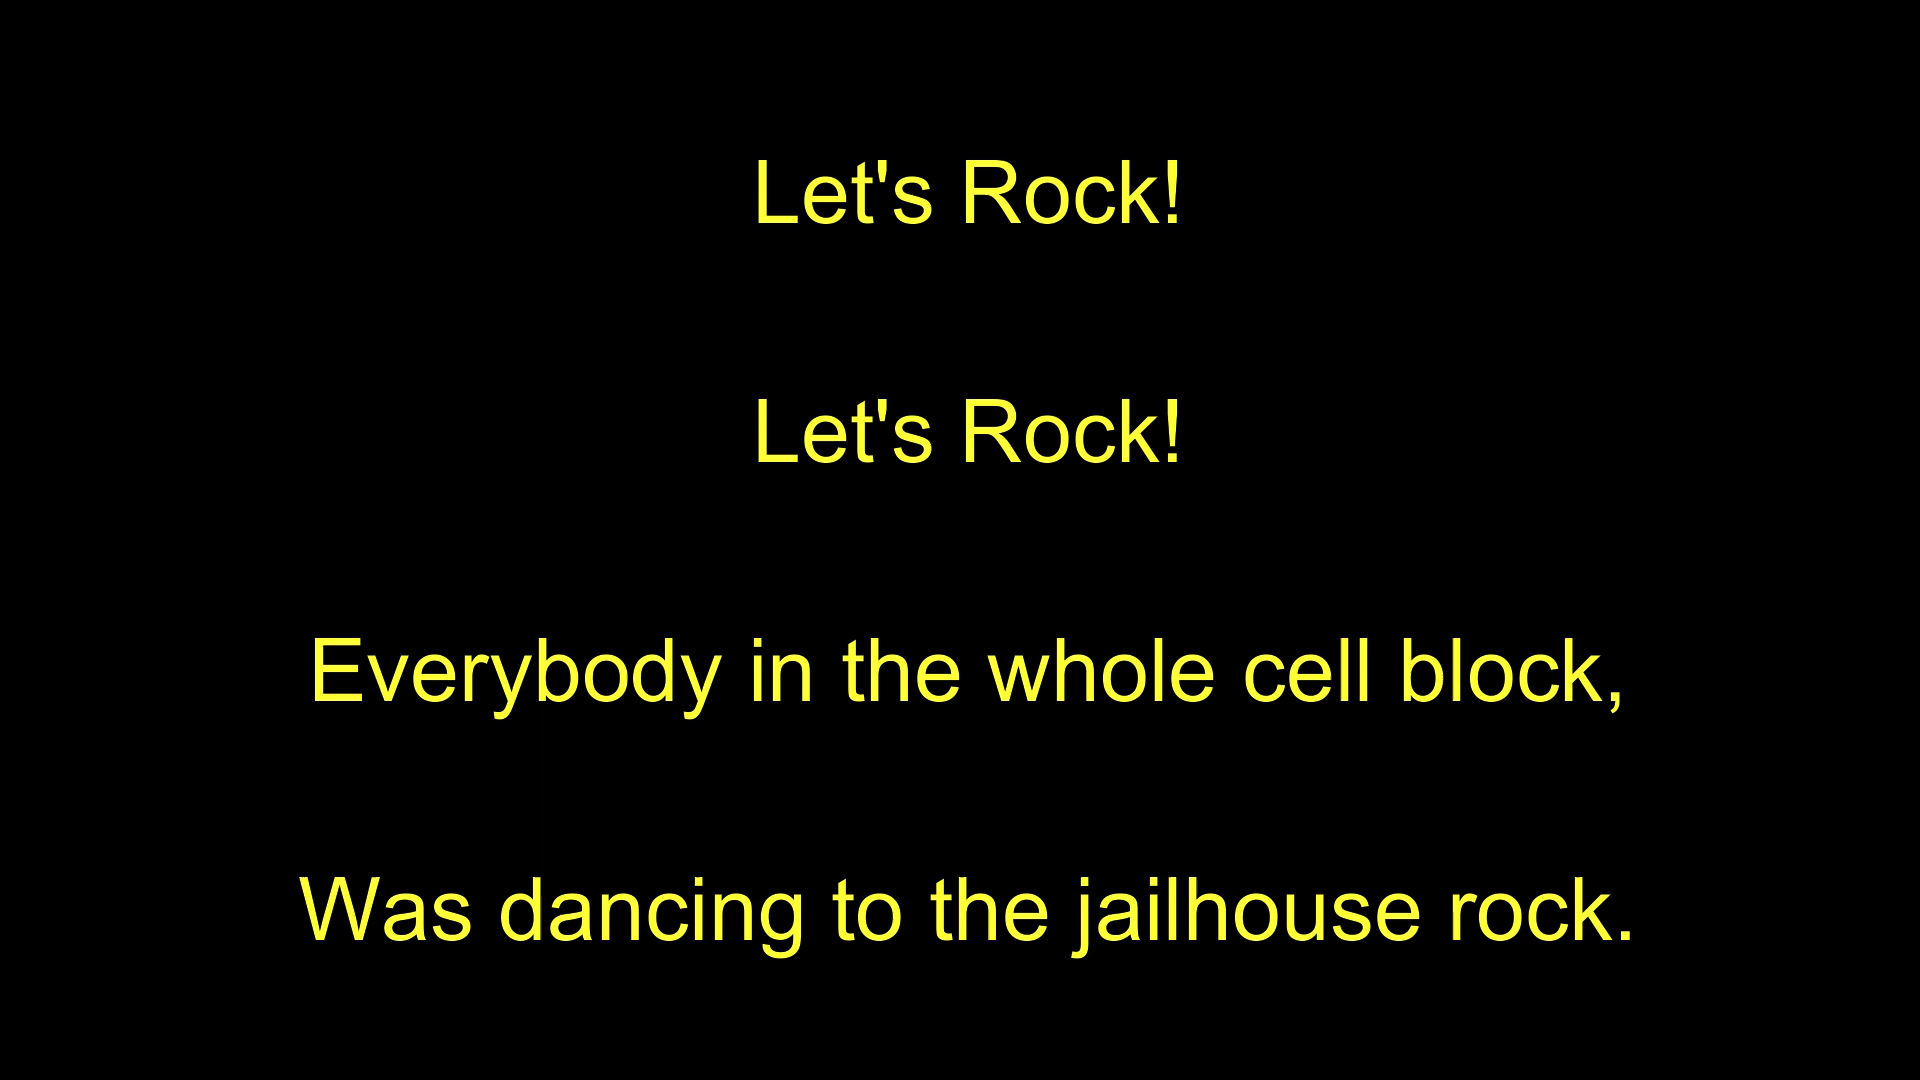 Let's Rock!
Let's Rock!
Everybody in the whole cell block,
Was dancing to the jailhouse rock.